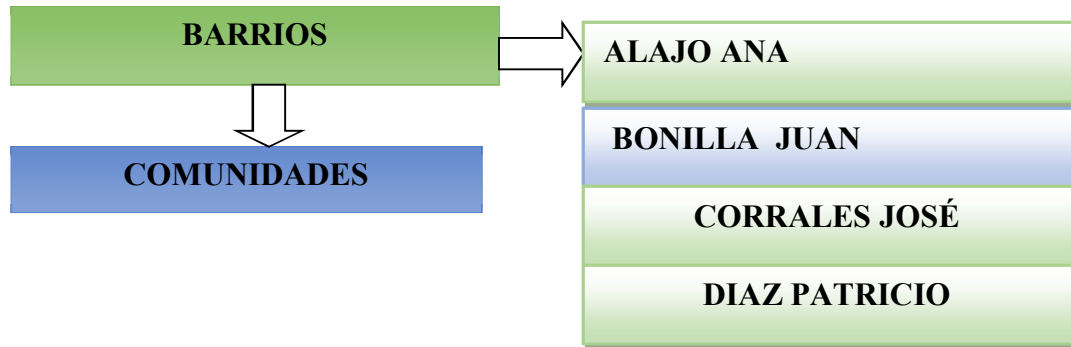 BARRIOS
COMUNIDADES
ALAJO ANA
BONILLA JUAN
CORRALES JOSÉ
DIAZ PATRICIO